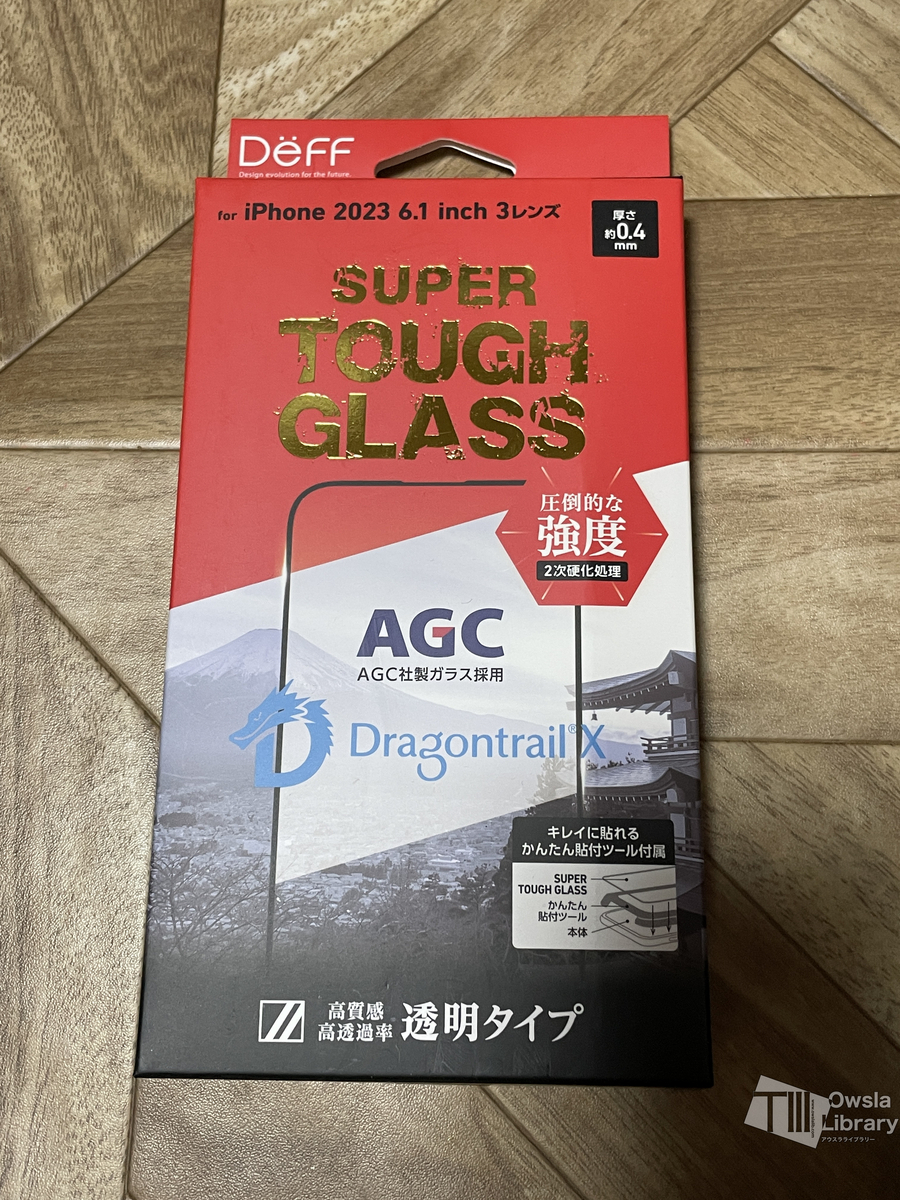 DëFF
Design evolution for the future.
for iPhone 2023 6.1 inch 3レンズ
厚さ
約0.4
mm
SUPER
TOUGH
GLASS
圧倒的な
強度
2次硬化処理
AGC
AGC社製ガラス採用
Dragontrail® X
キレイに貼れる
かんたん貼付ツール付属
SUPER
TOUGH GLASS
かんたん
貼付ツール
本体
高質感
高透過率
透明タイプ
Owsla
Library
アウスラライブラリー